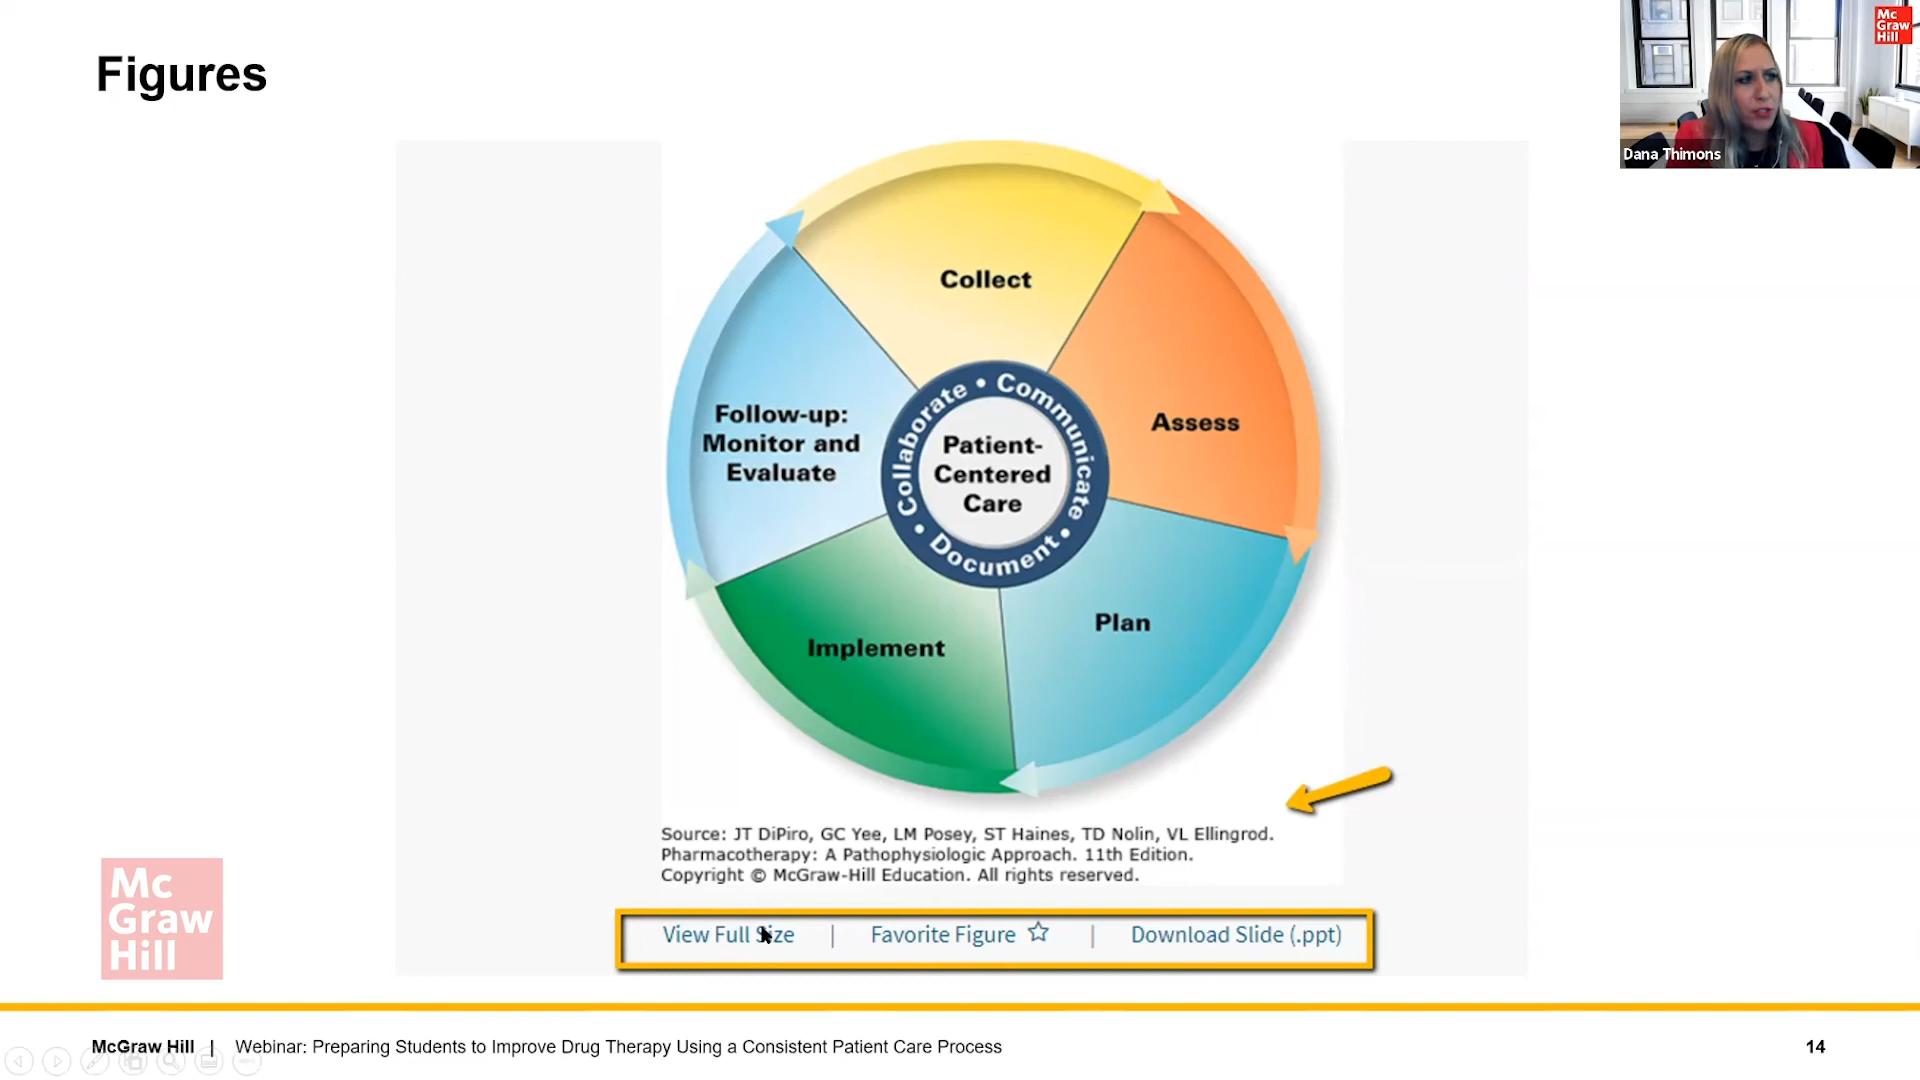 Figures
Mc
Graw
Hill
Dana Thimons
Collect
Assess
Follow-up:
Monitor and
Evaluate
Collaborate • Communicate • Document •
Patient-
Centered
Care
Plan
Implement
Source: JT DiPiro, GC Yee, LM Posey, ST Haines, TD Nolin, VL Ellingrod.
Pharmacotherapy: A Pathophysiologic Approach. 11th Edition.
Copyright © McGraw-Hill Education. All rights reserved.
Mc
Graw
Hill
View Full Size | Favorite Figure ☆ | Download Slide (.ppt)
McGraw Hill | Webinar: Preparing Students to Improve Drug Therapy Using a Consistent Patient Care Process
14